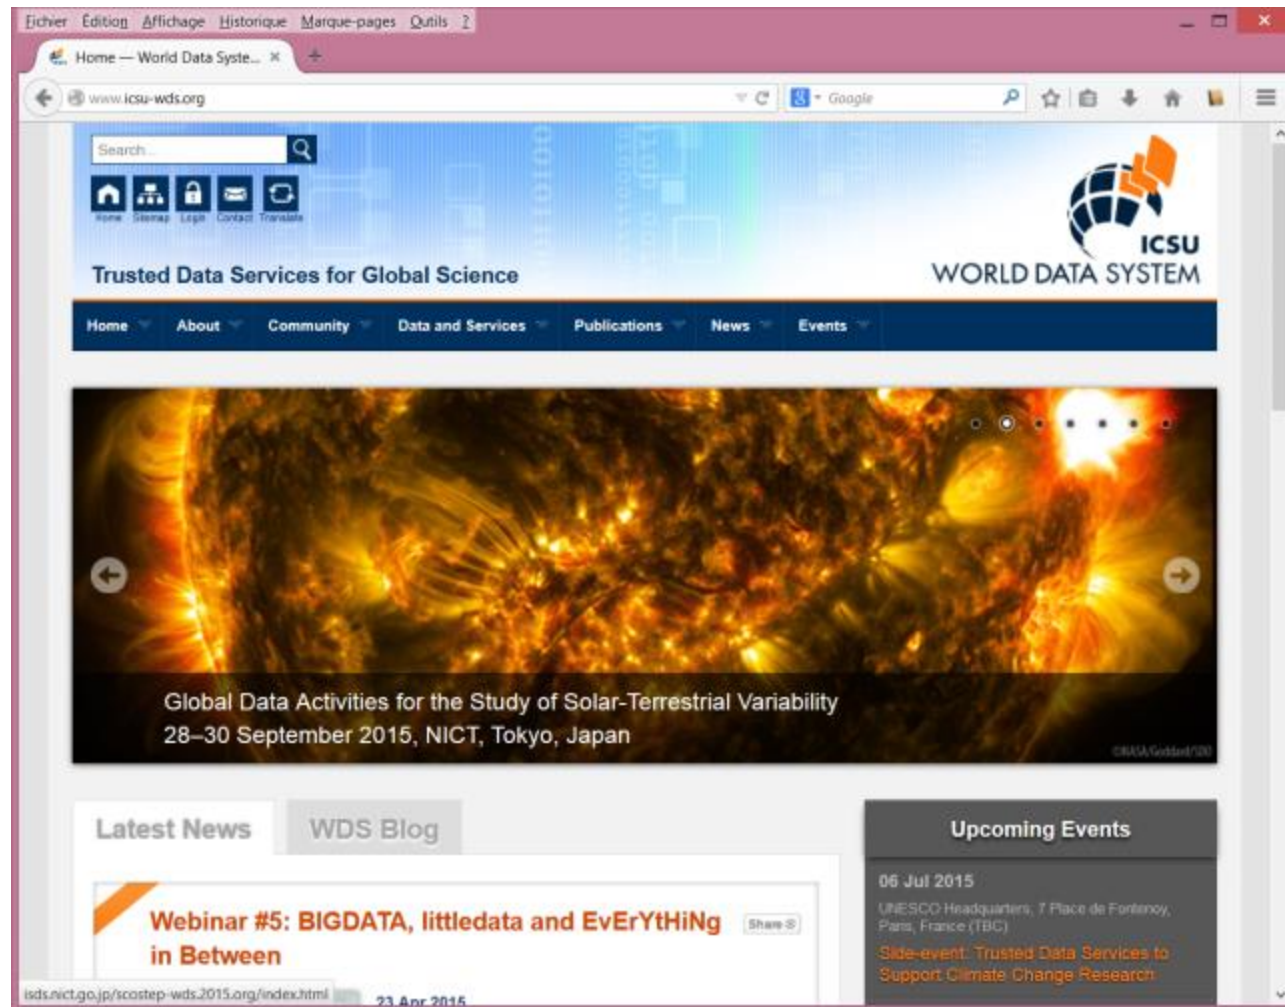 Fichier Édition Affichage Historique Marque-pages Outils ?
Home — World Data Syste...
www.icsu-wds.org
Google
Search...
Home Sitemap Login Contact Translate
Trusted Data Services for Global Science
ICSU
WORLD DATA SYSTEM
Home About Community Data and Services Publications News Events
Global Data Activities for the Study of Solar-Terrestrial Variability
28–30 September 2015, NICT, Tokyo, Japan
©NASA/Goddard/SDO
Latest News WDS Blog
Upcoming Events
Webinar #5: BIGDATA, littledata and EvErYtHiNg
in Between
Share
23 Apr 2015
06 Jul 2015
UNESCO Headquarters, 7 Place de Fontenoy,
Paris, France (TBC)
Side-event: Trusted Data Services to
Support Climate Change Research
isds.nict.go.jp/scostep-wds.2015.org/index.html